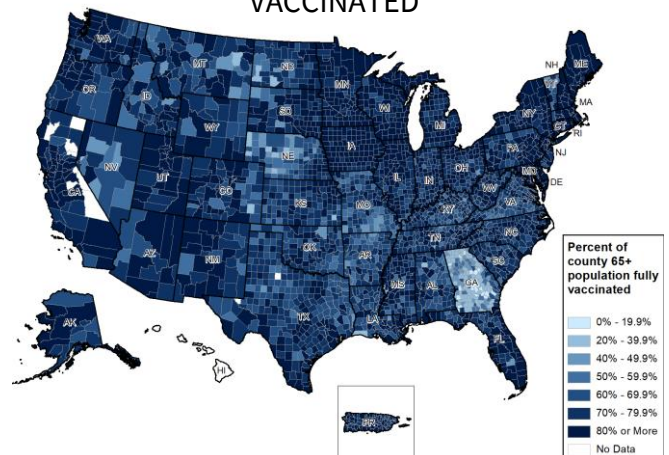 VACCINATED
WA
MT
ND
MN
OR
ID
WY
SD
WI
MI
NY
NH
VT
ME
MA
CT
RI
NJ
PA
NV
UT
CO
NE
IA
IL
IN
OH
MD
DE
CA
KS
MO
KY
WV
VA
AZ
NM
OK
AR
TN
NC
SC
TX
LA
MS
AL
GA
FL
AK
HI
PR
Percent of
county 65+
population fully
vaccinated
0% - 19.9%
20% - 39.9%
40% - 49.9%
50% - 59.9%
60% - 69.9%
70% - 79.9%
80% or More
No Data